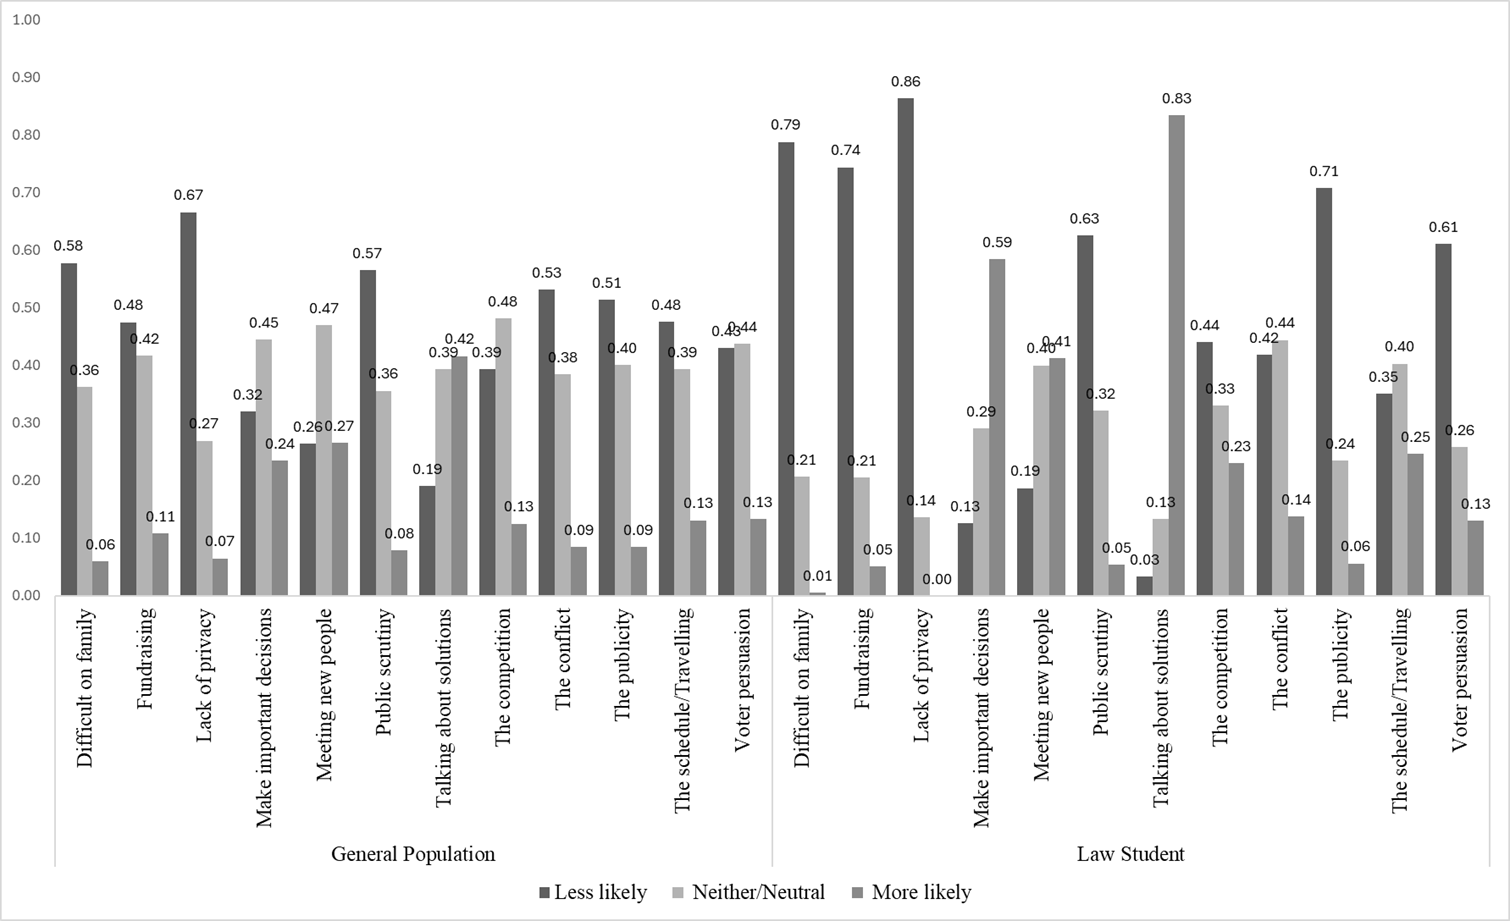 1.00
0.90
0.80
0.70
0.60
0.50
0.40
0.30
0.20
0.10
0.00
0.58
0.36
0.06
0.48
0.42
0.11
0.67
0.27
0.07
0.32
0.45
0.24
0.26
0.47
0.27
0.57
0.36
0.08
0.19
0.39
0.42
0.39
0.48
0.13
0.53
0.38
0.09
0.51
0.40
0.09
0.48
0.39
0.13
0.43
0.44
0.13
0.79
0.21
0.01
0.74
0.21
0.05
0.86
0.14
0.00
0.13
0.29
0.59
0.19
0.40
0.41
0.63
0.32
0.05
0.03
0.13
0.83
0.44
0.33
0.23
0.42
0.44
0.14
0.71
0.24
0.06
0.35
0.40
0.25
0.61
0.26
0.13
Difficult on family
Fundraising
Lack of privacy
Make important decisions
Meeting new people
Public scrutiny
Talking about solutions
The competition
The conflict
The publicity
The schedule/Travelling
Voter persuasion
Difficult on family
Fundraising
Lack of privacy
Make important decisions
Meeting new people
Public scrutiny
Talking about solutions
The competition
The conflict
The publicity
The schedule/Travelling
Voter persuasion
General Population
Law Student
Less likely
Neither/Neutral
More likely